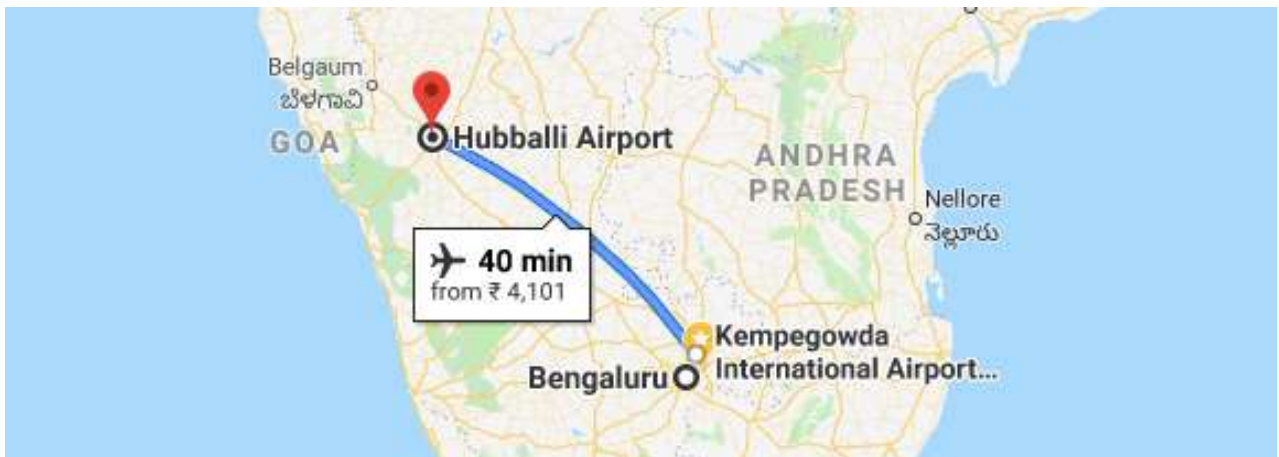 Belgaum
ಬೆಳಗಾವಿ
GOA
Hubballi Airport
ANDHRA
PRADESH
Nellore
ನೆಲ್ಲೂರು
40 min
from ₹ 4,101
Kempegowda
International Airport...
Bengaluru